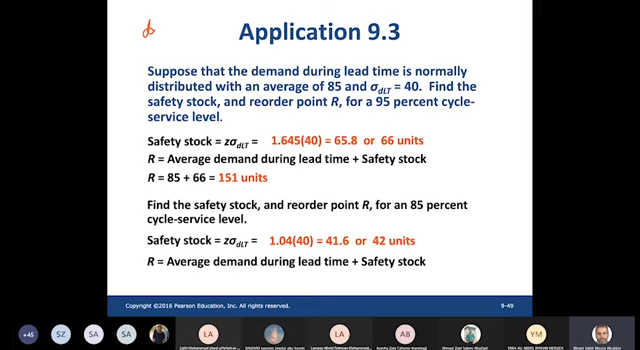 Application 9.3
Suppose that the demand during lead time is normally
distributed with an average of 85 and σdLT = 40. Find the
safety stock, and reorder point R, for a 95 percent cycle-
service level.
Safety stock = zσdLT = 1.645(40) = 65.8 or 66 units
R = Average demand during lead time + Safety stock
R = 85 + 66 = 151 units
Find the safety stock, and reorder point R, for an 85 percent
cycle-service level.
Safety stock = zσdLT = 1.04(40) = 41.6 or 42 units
R = Average demand during lead time + Safety stock
Copyright ©2016 Pearson Education, Inc. All rights reserved.
9-49
+45
SZ
SA
SA
LA
LA
AB
YM